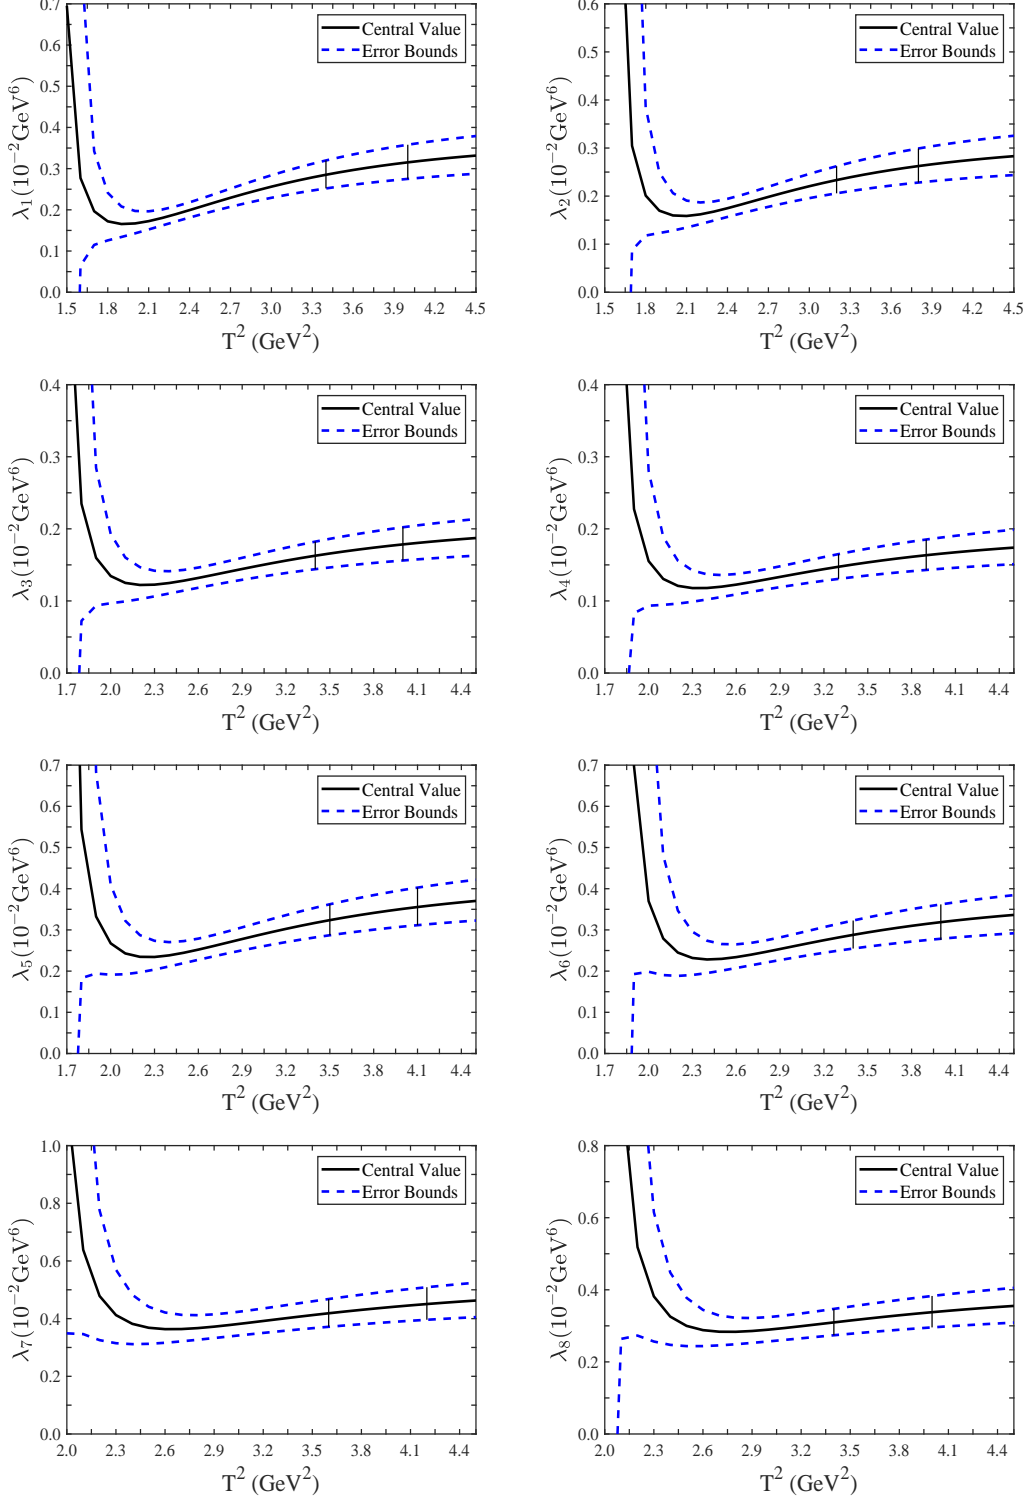 λ₁(10⁻²GeV⁶)
0.7
0.6
0.5
0.4
0.3
0.2
0.1
0.0
Central Value
Error Bounds
1.5 1.8 2.1 2.4 2.7 3.0 3.3 3.6 3.9 4.2 4.5
T² (GeV²)
λ₂(10⁻²GeV⁶)
0.6
0.5
0.4
0.3
0.2
0.1
0.0
Central Value
Error Bounds
1.5 1.8 2.1 2.4 2.7 3.0 3.3 3.6 3.9 4.2 4.5
T² (GeV²)
λ₃(10⁻²GeV⁶)
0.4
0.3
0.2
0.1
0.0
Central Value
Error Bounds
1.7 2.0 2.3 2.6 2.9 3.2 3.5 3.8 4.1 4.4
T² (GeV²)
λ₄(10⁻²GeV⁶)
0.4
0.3
0.2
0.1
0.0
Central Value
Error Bounds
1.7 2.0 2.3 2.6 2.9 3.2 3.5 3.8 4.1 4.4
T² (GeV²)
λ₅(10⁻²GeV⁶)
0.7
0.6
0.5
0.4
0.3
0.2
0.1
0.0
Central Value
Error Bounds
1.7 2.0 2.3 2.6 2.9 3.2 3.5 3.8 4.1 4.4
T² (GeV²)
λ₆(10⁻²GeV⁶)
0.7
0.6
0.5
0.4
0.3
0.2
0.1
0.0
Central Value
Error Bounds
1.7 2.0 2.3 2.6 2.9 3.2 3.5 3.8 4.1 4.4
T² (GeV²)
λ₇(10⁻²GeV⁶)
1.0
0.8
0.6
0.4
0.2
0.0
Central Value
Error Bounds
2.0 2.3 2.6 2.9 3.2 3.5 3.8 4.1 4.4
T² (GeV²)
λ₈(10⁻²GeV⁶)
0.8
0.6
0.4
0.2
0.0
Central Value
Error Bounds
2.0 2.3 2.6 2.9 3.2 3.5 3.8 4.1 4.4
T² (GeV²)